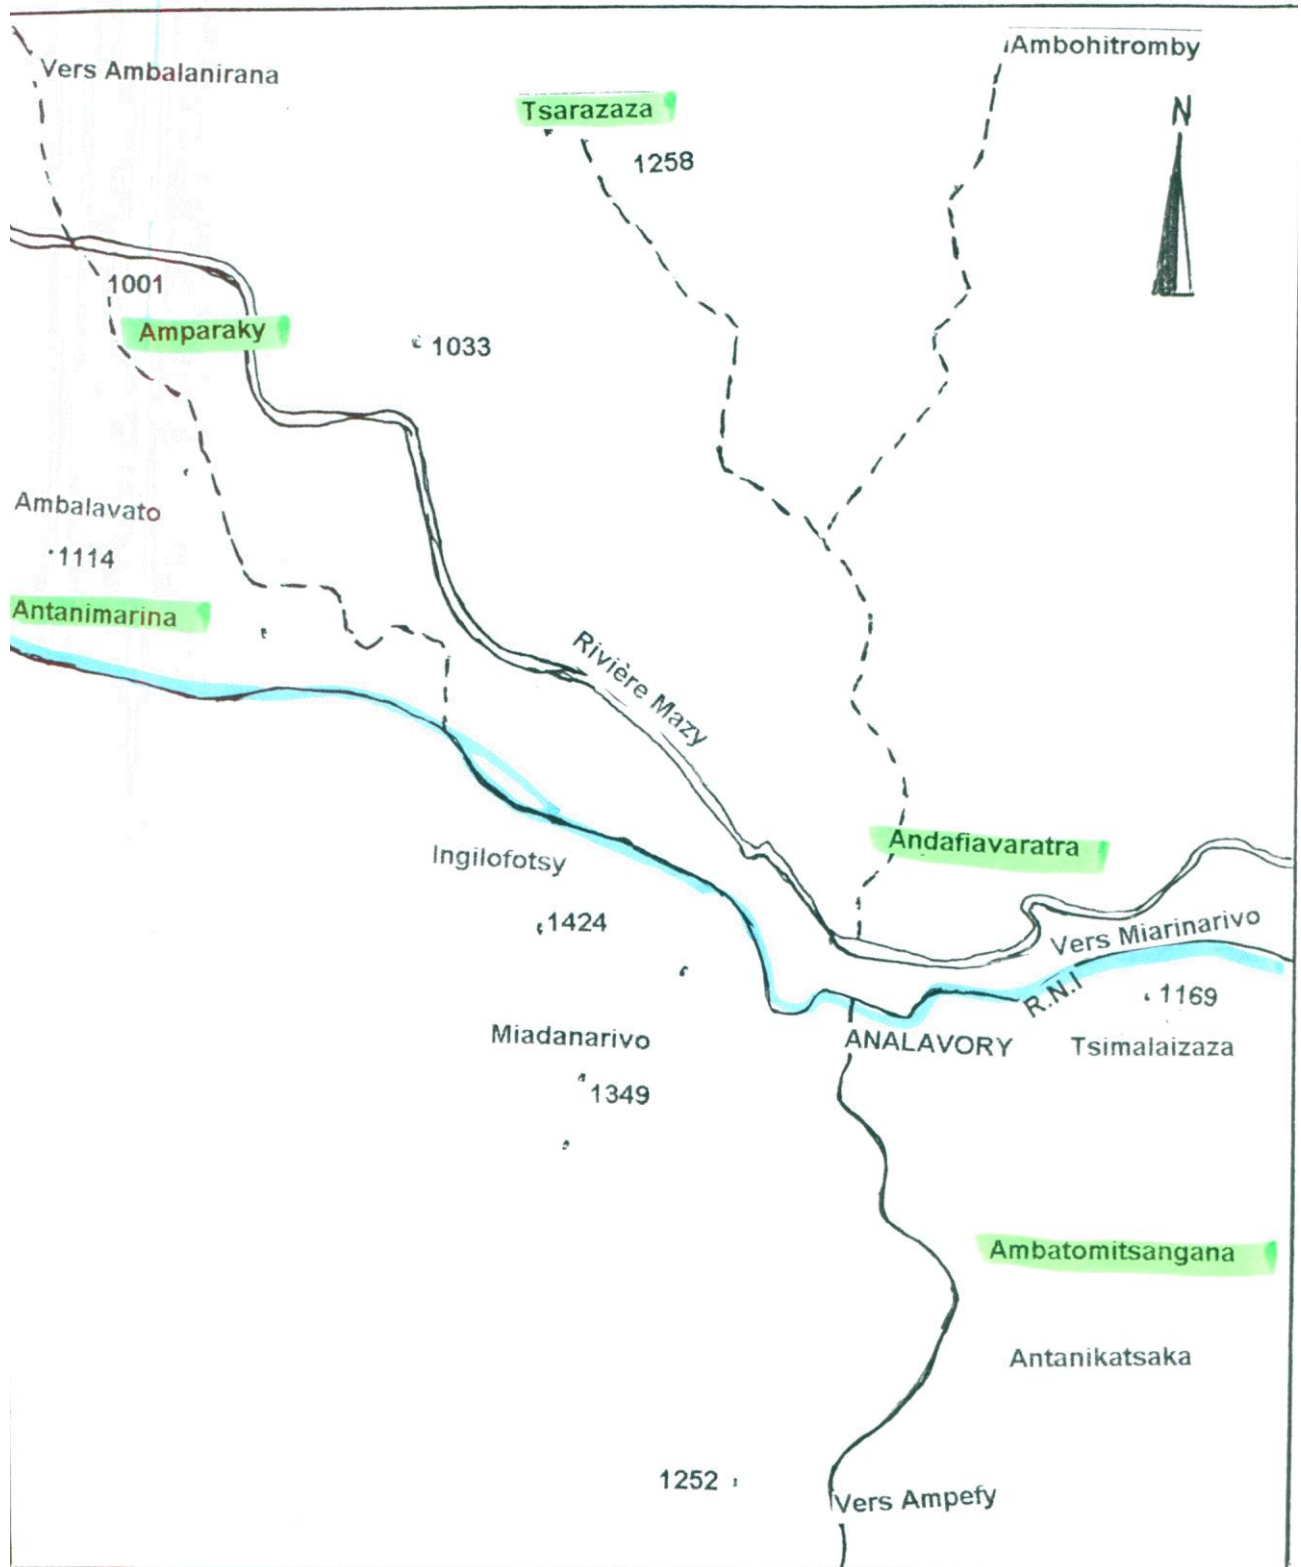 Ambohitromby
Vers Ambalanirana
Tsarazaza
N
1258
1001
Amparaky
1033
Ambalavato
1114
Antanimarina
Rivière Mazy
Andafiavaratra
Ingilofotsy
1424
Vers Miarinarivo
R.N.I
1169
Miadanarivo
ANALAVORY
Tsimalaizaza
1349
Ambatomitsangana
Antanikatsaka
1252
Vers Ampefy